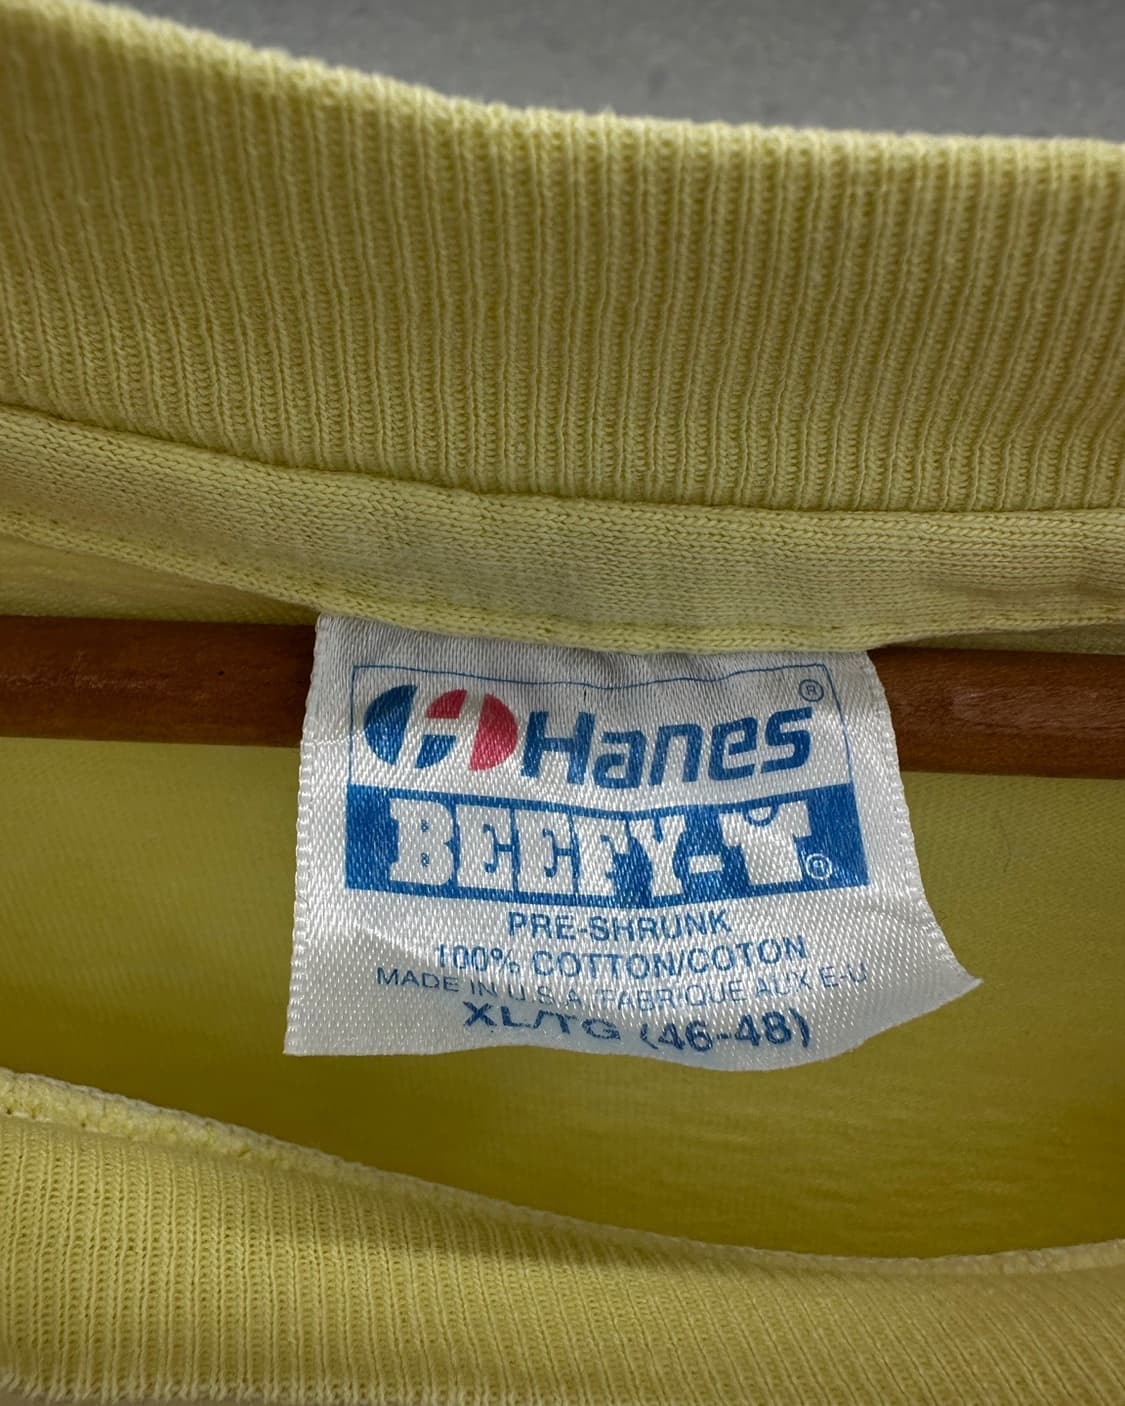 Hanes®
BEEFY-T®
PRE-SHRUNK
100% COTTON/COTON
MADE IN U.S.A. FABRIQUE AUX E-U
XL/TG (46-48)